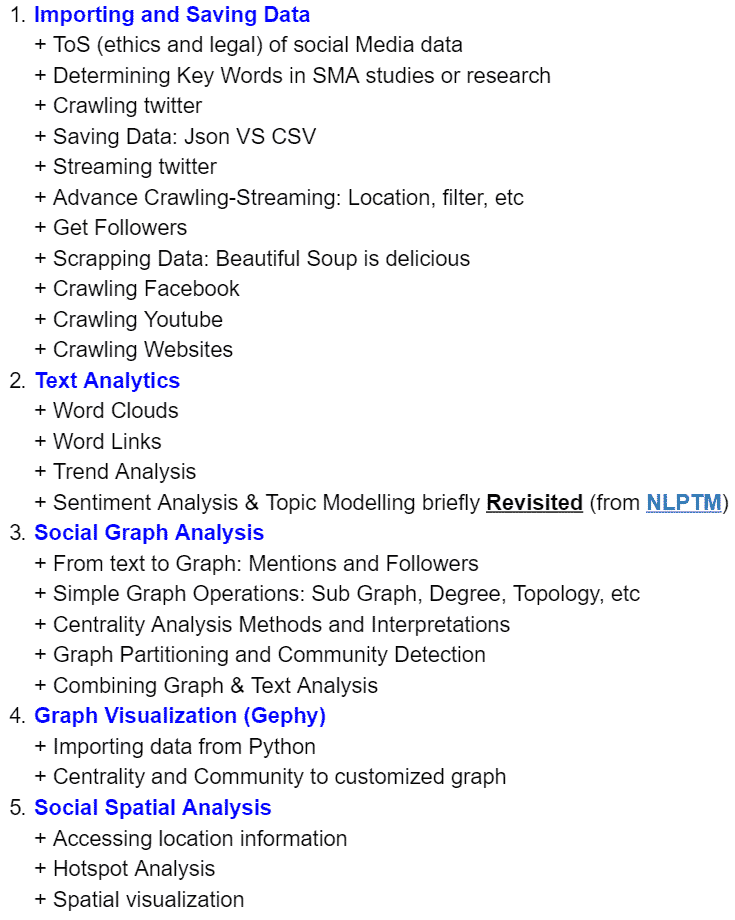 1. Importing and Saving Data
+ ToS (ethics and legal) of social Media data
+ Determining Key Words in SMA studies or research
+ Crawling twitter
+ Saving Data: Json VS CSV
+ Streaming twitter
+ Advance Crawling-Streaming: Location, filter, etc
+ Get Followers
+ Scrapping Data: Beautiful Soup is delicious
+ Crawling Facebook
+ Crawling Youtube
+ Crawling Websites
2. Text Analytics
+ Word Clouds
+ Word Links
+ Trend Analysis
+ Sentiment Analysis & Topic Modelling briefly Revisited (from NLPTM)
3. Social Graph Analysis
+ From text to Graph: Mentions and Followers
+ Simple Graph Operations: Sub Graph, Degree, Topology, etc
+ Centrality Analysis Methods and Interpretations
+ Graph Partitioning and Community Detection
+ Combining Graph & Text Analysis
4. Graph Visualization (Gephy)
+ Importing data from Python
+ Centrality and Community to customized graph
5. Social Spatial Analysis
+ Accessing location information
+ Hotspot Analysis
+ Spatial visualization